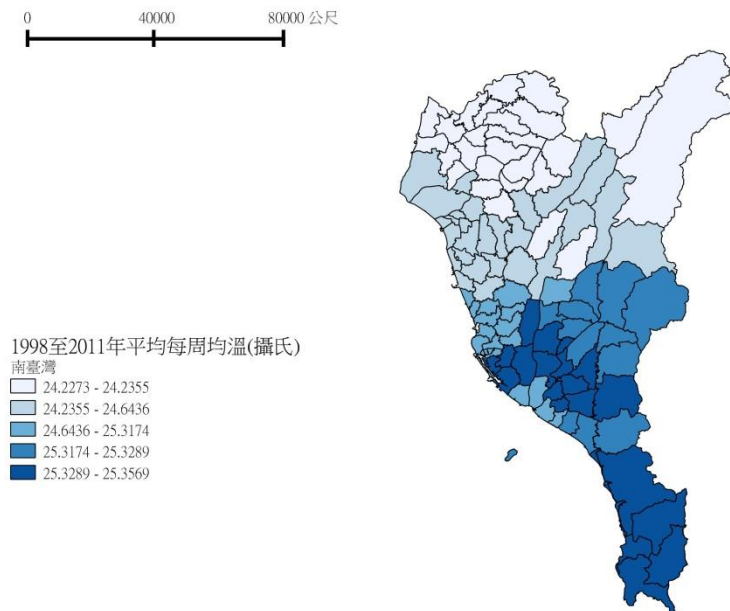 0 40000 80000 公尺
1998至2011年平均每周均溫(攝氏)
南臺灣
24.2273 - 24.2355
24.2355 - 24.6436
24.6436 - 25.3174
25.3174 - 25.3289
25.3289 - 25.3569